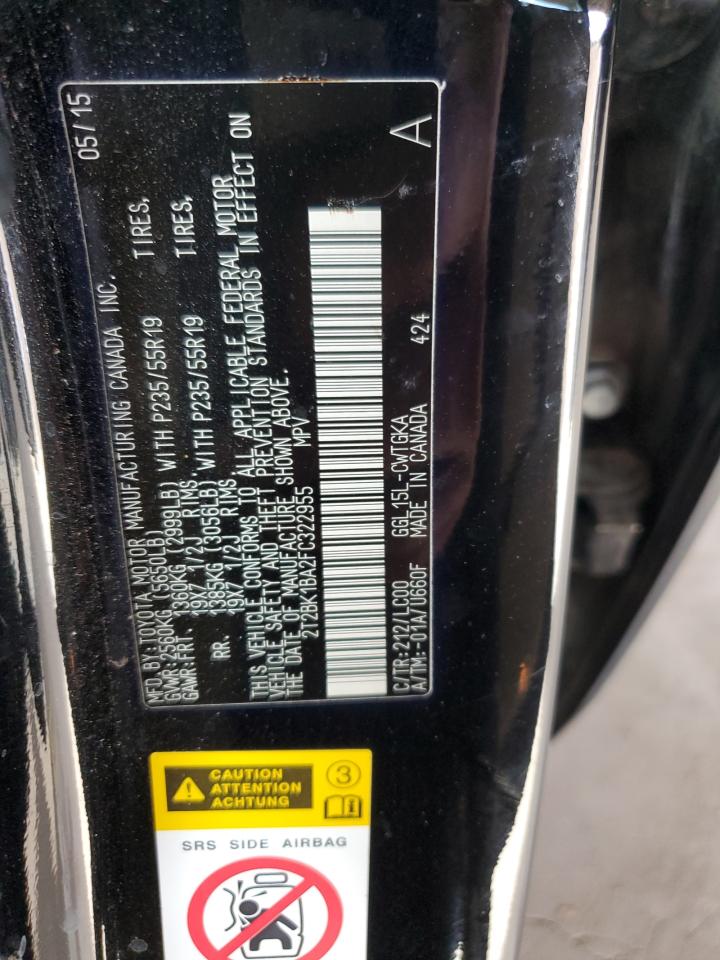 MFD. BY: TOYOTA MOTOR MANUFACTURING CANADA INC. 05/15
GVWR: 2560KG (5650LB)
GAWR: FRT. 1360KG (2999LB) WITH P235/55R19 TIRES,
19X7 1/2J RIMS
RR. 1385KG (3056LB) WITH P235/55R19 TIRES,
19X7 1/2J RIMS
THIS VEHICLE CONFORMS TO ALL APPLICABLE FEDERAL MOTOR
VEHICLE SAFETY AND THEFT PREVENTION STANDARDS IN EFFECT ON
THE DATE OF MANUFACTURE SHOWN ABOVE.
2T2BK1BA2FC322955 MPV
C/TR: 212/LC00 GGL15L-CWTGKA A
A/TM: -01A/U660F MADE IN CANADA 424
CAUTION
ATTENTION
ACHTUNG
3
SRS SIDE AIRBAG